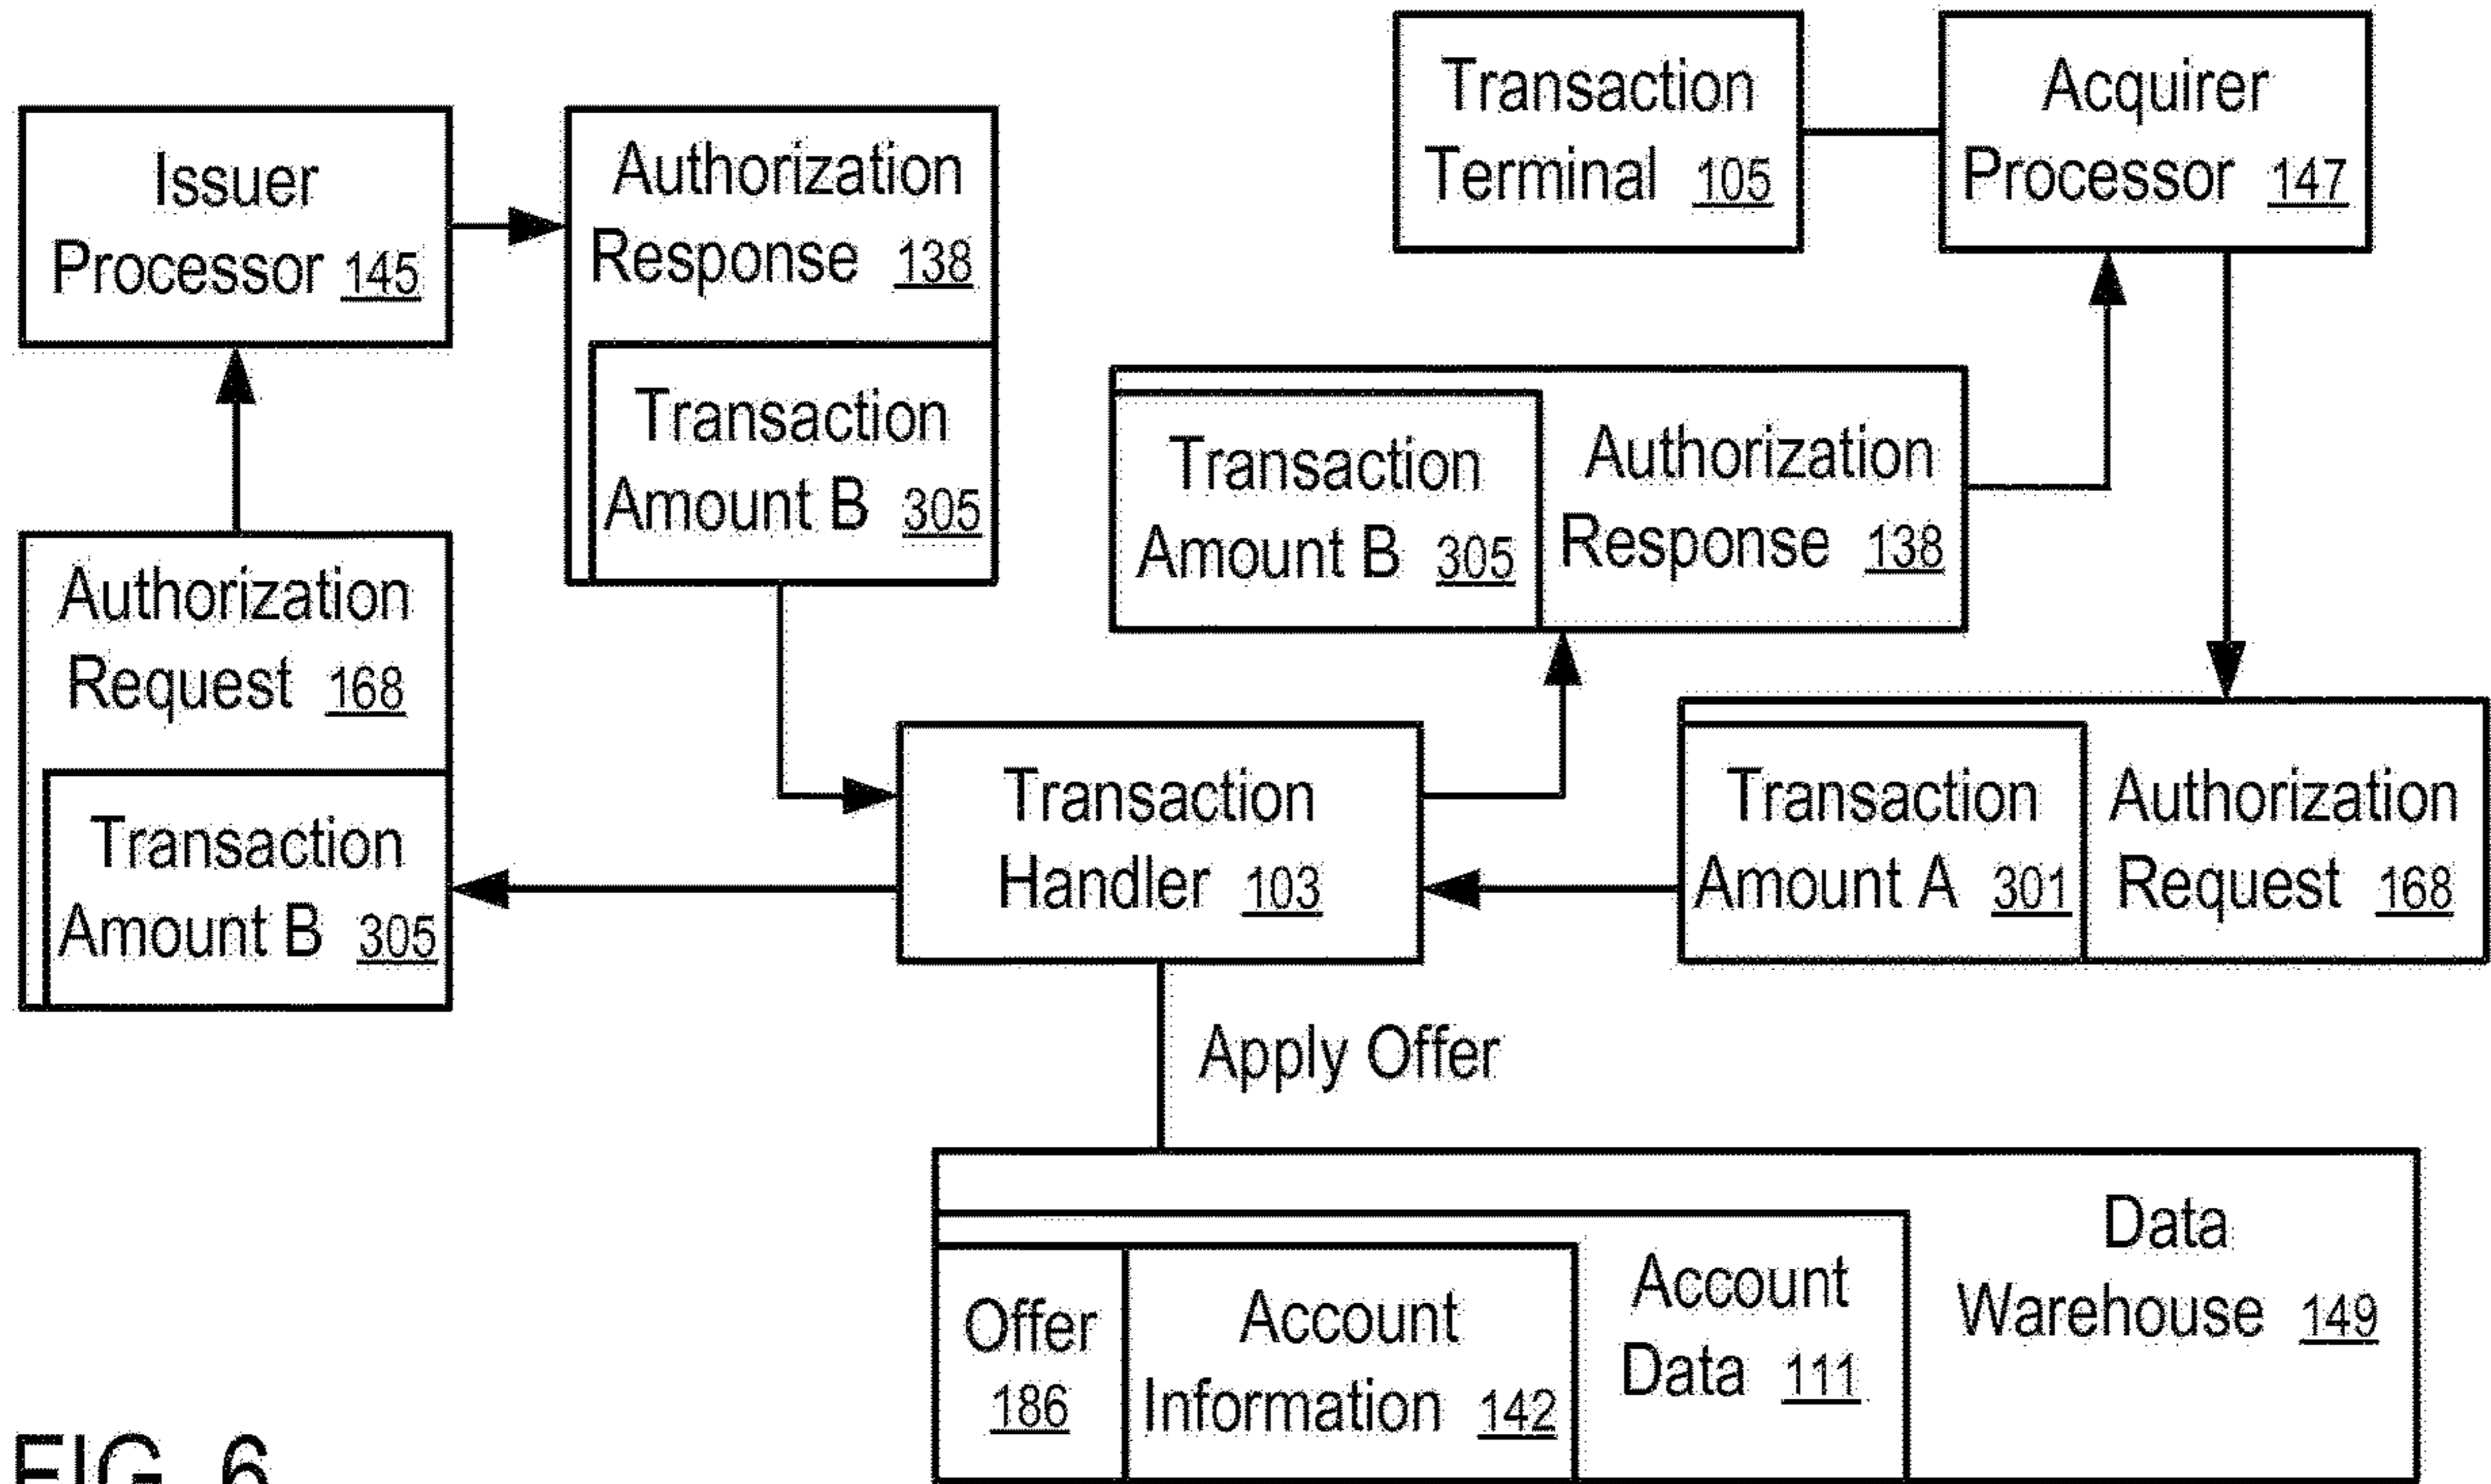 Transaction
Terminal 105
Acquirer
Processor 147
Issuer
Processor 145
Authorization
Response 138
Transaction
Amount B 305
Transaction
Amount B 305
Authorization
Response 138
Authorization
Request 168
Transaction
Amount B 305
Transaction
Handler 103
Transaction
Amount A 301
Authorization
Request 168
Apply Offer
Offer
186
Account
Information 142
Account
Data 111
Data
Warehouse 149
FIG. 6